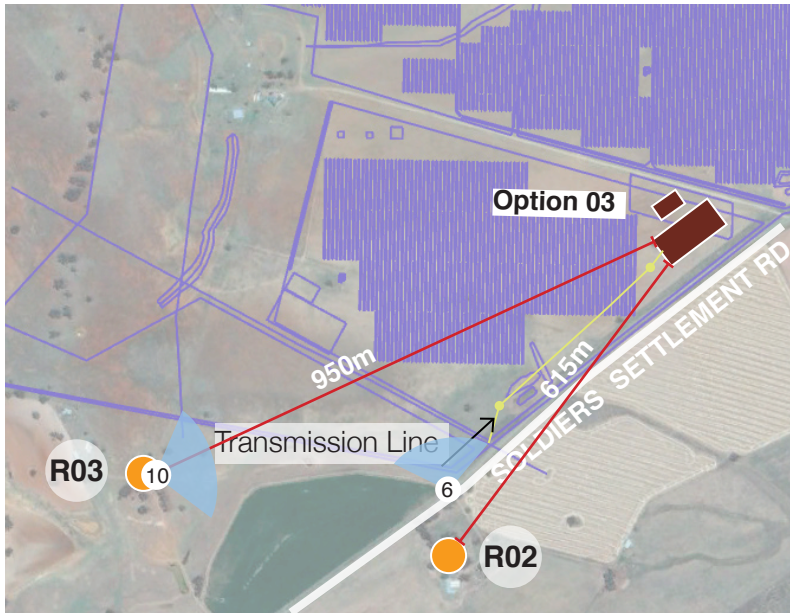 Option 03
SOLDIERS SETTLEMENT RD
950m
615m
Transmission Line
R03
10
6
R02